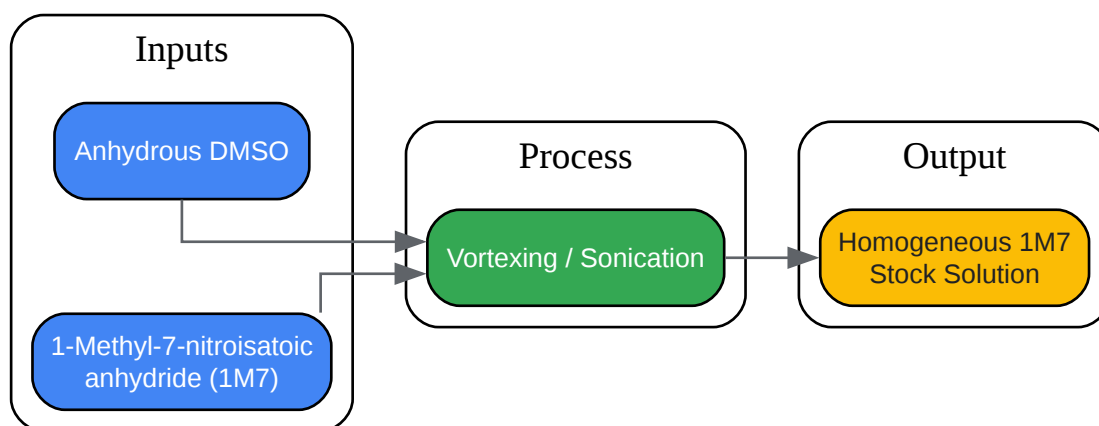 Inputs
Anhydrous DMSO
1-Methyl-7-nitroisatoic
anhydride (1M7)
Process
Vortexing / Sonication
Output
Homogeneous 1M7
Stock Solution